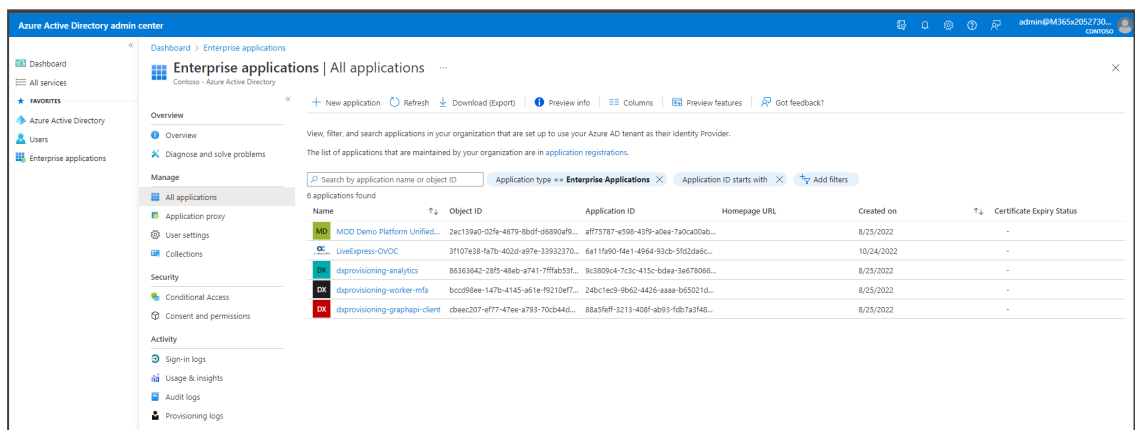 Azure Active Directory admin center
admin@M365x2052730...
CONTOSO
Dashboard
All services
FAVORITES
Azure Active Directory
Users
Enterprise applications
Dashboard > Enterprise applications
Enterprise applications | All applications ...
Contoso - Azure Active Directory
Overview
Overview
Diagnose and solve problems
Manage
All applications
Application proxy
User settings
Collections
Security
Conditional Access
Consent and permissions
Activity
Sign-in logs
Usage & insights
Audit logs
Provisioning logs
New application Refresh Download (Export) Preview info Columns Preview features Got feedback?
View, filter, and search applications in your organization that are set up to use your Azure AD tenant as their Identity Provider.
The list of applications that are maintained by your organization are in application registrations.
Search by application name or object ID Application type == Enterprise Applications Application ID starts with Add filters
6 applications found
Name Object ID Application ID Homepage URL Created on Certificate Expiry Status
MD MOD Demo Platform Unified... 2ec139a0-02fe-4679-8bdf-d6890af9... aff75787-e598-43f9-a0ea-7a0ca00ab... 8/25/2022 -
LiveExpress-OVOC 3f107e38-fa7b-402d-a97e-33932370... 6a11fa90-f4e1-4964-93cb-5fd2da6c... 10/24/2022
DX dxprovisioning-analytics 86363642-28f5-48eb-a741-7fffab53f... 9c3809c4-7c3c-415c-bdea-3e678066... 8/25/2022 -
DX dxprovisioning-worker-mfa bccd98ee-147b-4145-a61e-f9210ef7... 24bc1ec9-9b62-4426-aaaa-b65021d... 8/25/2022 -
DX dxprovisioning-graphapi-client cbeec207-ef77-47ee-a793-70cb44d... 88a5feff-3213-408f-ab93-fdb7a3f48... 8/25/2022 -